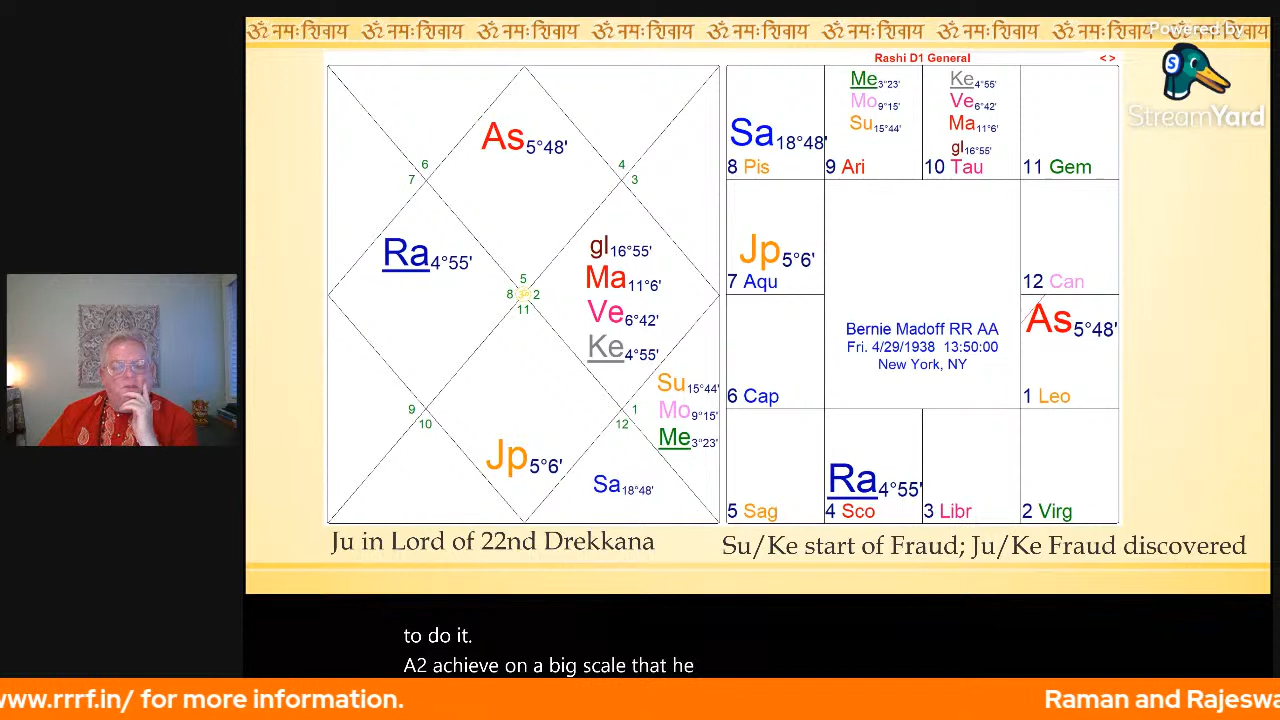 ॐ नमः शिवाय ॐ नमः शिवाय ॐ नमः शिवाय ॐ नमः शिवाय ॐ नमः शिवाय ॐ नमः शिवाय ॐ नमः शिवाय ॐ नमः शिवाय
Powered by
StreamYard
Rashi D1 General
< >
As 5°48'
6
7
4
3
Ra 4°55'
gl 16°55'
Ma 11°6'
Ve 6°42'
Ke 4°55'
5
8 2
11
Su 15°44'
Mo 9°15'
Me 3°23'
9
10
1
12
Jp 5°6'
Sa 18°48'
Sa 18°48'
8 Pis
Me 3°23'
Mo 9°15'
Su 15°44'
9 Ari
Ke 4°55'
Ve 6°42'
Ma 11°6'
gl 16°55'
10 Tau
11 Gem
Jp 5°6'
7 Aqu
12 Can
Bernie Madoff RR AA
Fri. 4/29/1938 13:50:00
New York, NY
As 5°48'
6 Cap
1 Leo
Ra 4°55'
5 Sag
4 Sco
3 Libr
2 Virg
Ju in Lord of 22nd Drekkana
Su/Ke start of Fraud; Ju/Ke Fraud discovered
to do it.
A2 achieve on a big scale that he
www.rrrf.in/ for more information.
Raman and Rajeswa